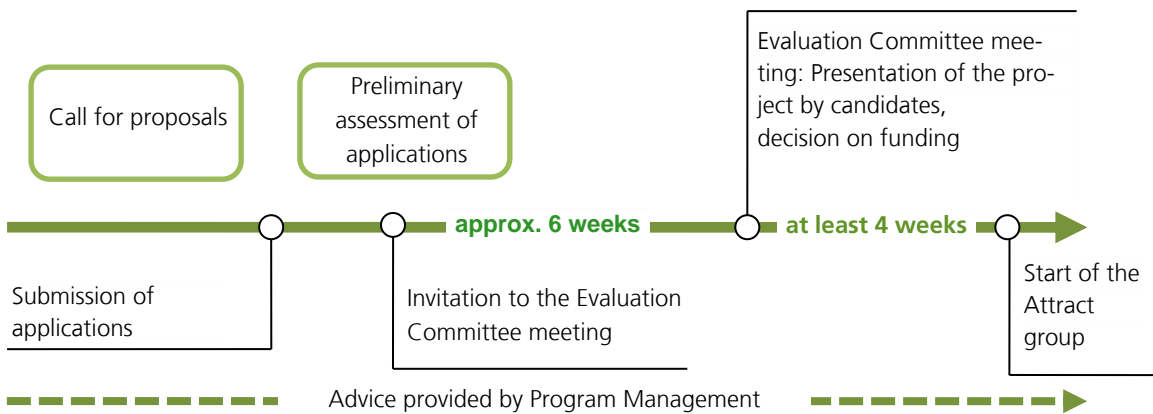 Call for proposals
Preliminary
assessment of
applications
Evaluation Committee mee-
ting: Presentation of the pro-
ject by candidates,
decision on funding
approx. 6 weeks
at least 4 weeks
Submission of
applications
Invitation to the Evaluation
Committee meeting
Start of the
Attract
group
Advice provided by Program Management